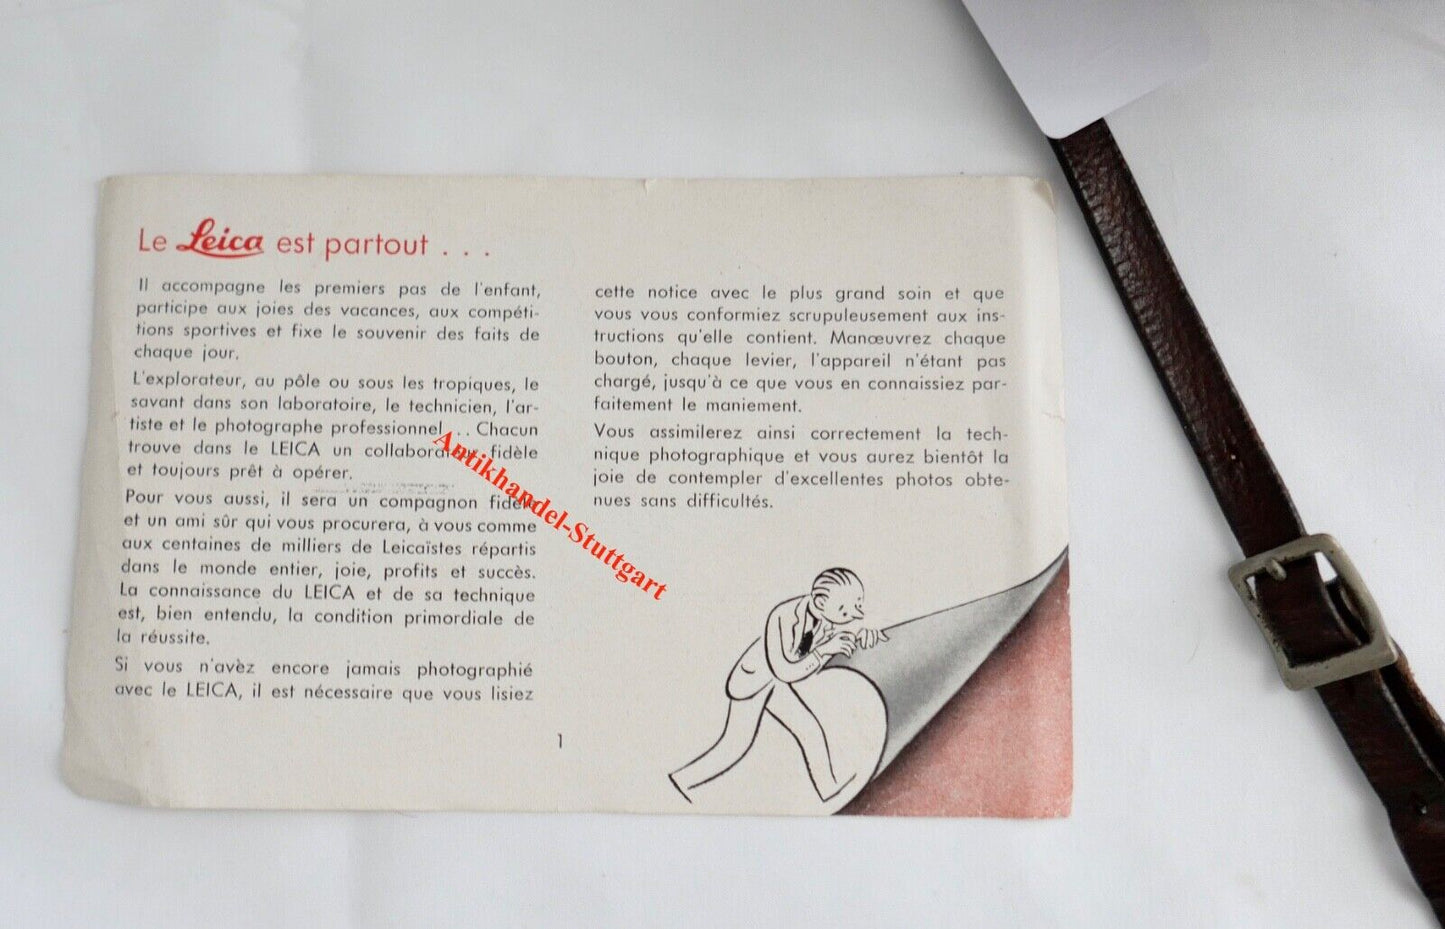 Le Leica est partout . . .
Il accompagne les premiers pas de l'enfant,
participe aux joies des vacances, aux compéti-
tions sportives et fixe le souvenir des faits de
chaque jour.
L'explorateur, au pôle ou sous les tropiques, le
savant dans son laboratoire, le technicien, l'ar-
tiste et le photographe professionnel . . Chacun
trouve dans le LEICA un collaborateur fidèle
et toujours prêt à opérer.
Pour vous aussi, il sera un compagnon fidèle
et un ami sûr qui vous procurera, à vous comme
aux centaines de milliers de Leicaïstes répartis
dans le monde entier, joie, profits et succès.
La connaissance du LEICA et de sa technique
est, bien entendu, la condition primordiale de
la réussite.
Si vous n'avèz encore jamais photographié
avec le LEICA, il est nécessaire que vous lisiez
cette notice avec le plus grand soin et que
vous vous conformiez scrupuleusement aux ins-
tructions qu'elle contient. Manœuvrez chaque
bouton, chaque levier, l'appareil n'étant pas
chargé, jusqu'à ce que vous en connaissiez par-
faitement le maniement.
Vous assimilerez ainsi correctement la tech-
nique photographique et vous aurez bientôt la
joie de contempler d'excellentes photos obte-
nues sans difficultés.
1
Antikhandel-Stuttgart